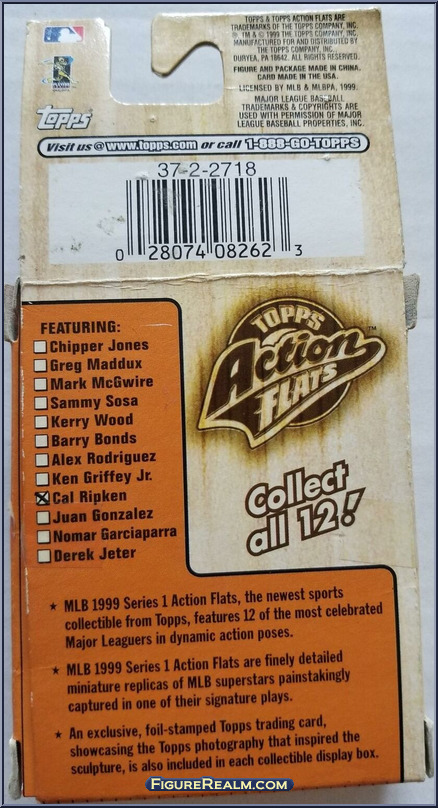 TOPPS & TOPPS ACTION FLATS ARE
TRADEMARKS OF THE TOPPS COMPANY, INC.
® TM & © 1999 THE TOPPS COMPANY, INC.
MANUFACTURED FOR AND DISTRIBUTED BY
THE TOPPS COMPANY, INC.
DURYEA, PA 18642. ALL RIGHTS RESERVED.
FIGURE AND PACKAGE MADE IN CHINA.
CARD MADE IN THE USA.
LICENSED BY MLB & MLBPA, 1999.
MAJOR LEAGUE BASEBALL
TRADEMARKS & COPYRIGHTS ARE
USED WITH PERMISSION OF MAJOR
LEAGUE BASEBALL PROPERTIES, INC.
Topps
Visit us @ www.topps.com or call 1-888-GO-TOPPS
37-2-2718
0 28074 08262 3
FEATURING:
Chipper Jones
Greg Maddux
Mark McGwire
Sammy Sosa
Kerry Wood
Barry Bonds
Alex Rodriguez
Ken Griffey Jr.
Cal Ripken
Juan Gonzalez
Nomar Garciaparra
Derek Jeter
TOPPS
Action
FLATS
TM
Collect
all 12!
★ MLB 1999 Series 1 Action Flats, the newest sports
collectible from Topps, features 12 of the most celebrated
Major Leaguers in dynamic action poses.
★ MLB 1999 Series 1 Action Flats are finely detailed
miniature replicas of MLB superstars painstakingly
captured in one of their signature plays.
★ An exclusive, foil-stamped Topps trading card,
showcasing the Topps photography that inspired the
sculpture, is also included in each collectible display box.
FIGUREREALM.COM